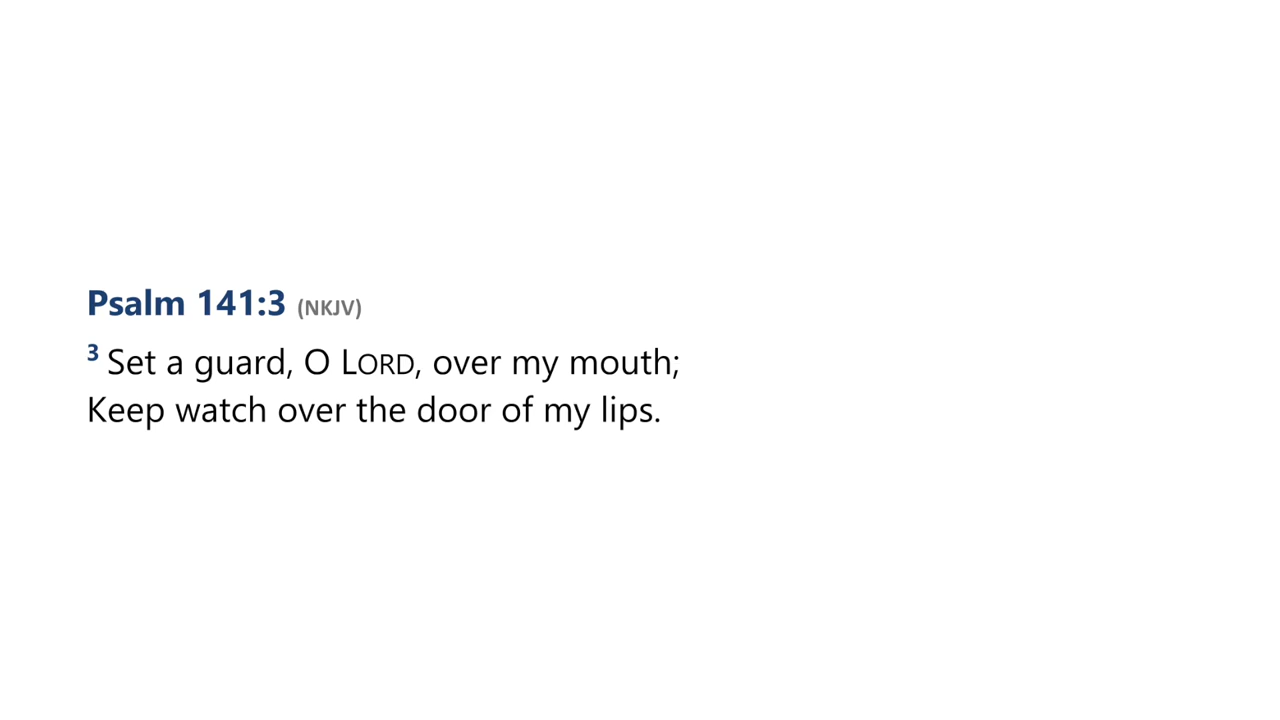 Psalm 141:3 (NKJV)
3 Set a guard, O LORD, over my mouth;
Keep watch over the door of my lips.